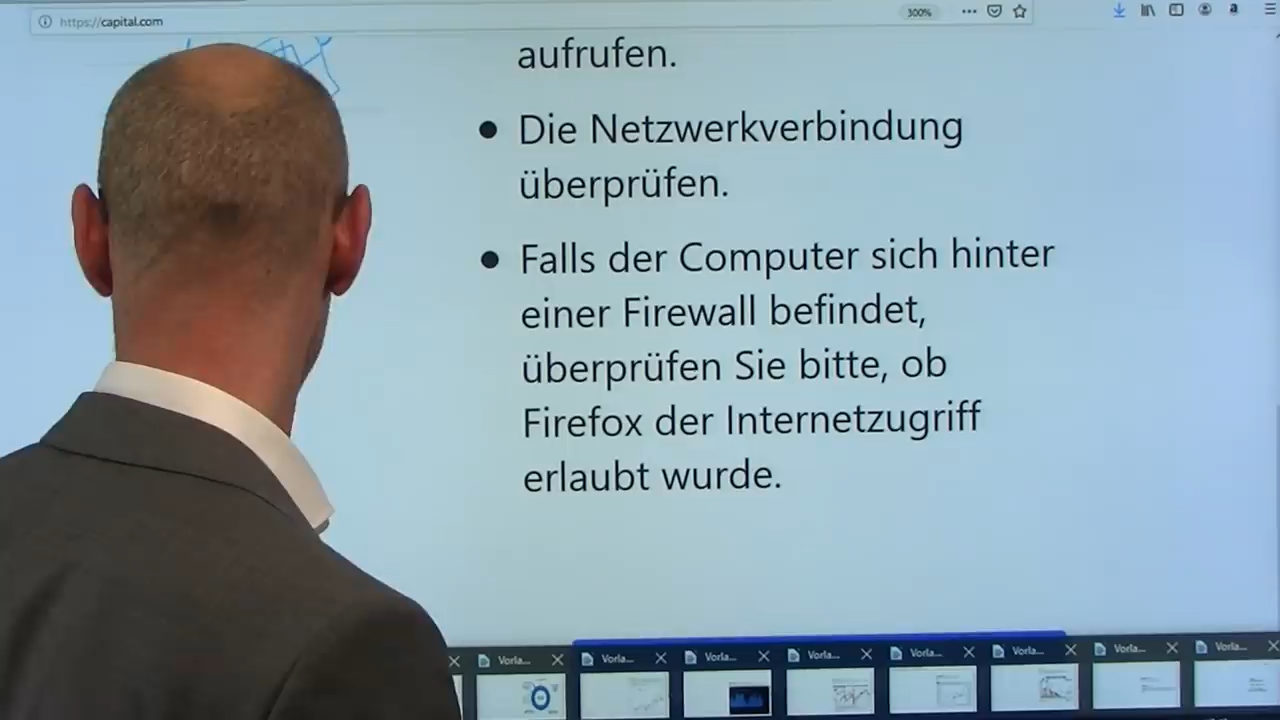 https://capital.com
300%
aufrufen.
• Die Netzwerkverbindung
überprüfen.
• Falls der Computer sich hinter
einer Firewall befindet,
überprüfen Sie bitte, ob
Firefox der Internetzugriff
erlaubt wurde.
Vorla... Vorla... Vorla... Vorla... Vorla... Vorla... Vorla... Vorla...